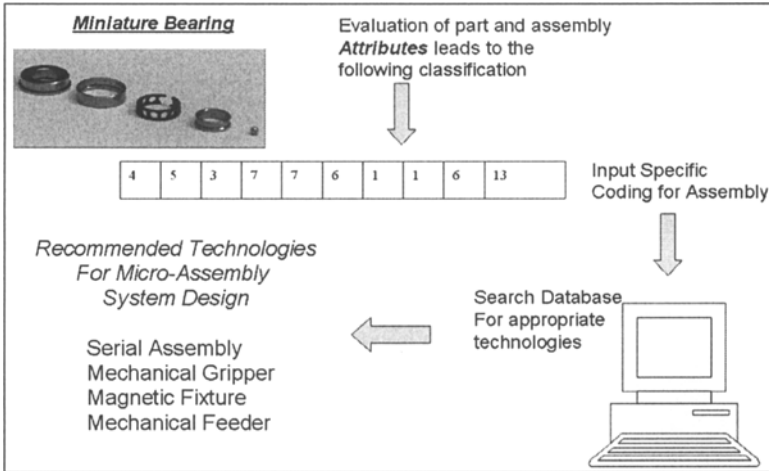 Miniature Bearing
Evaluation of part and assembly
Attributes leads to the
following classification
4 5 3 7 7 6 1 1 6 13
Input Specific
Coding for Assembly
Recommended Technologies
For Micro-Assembly
System Design
Search Database
For appropriate
technologies
Serial Assembly
Mechanical Gripper
Magnetic Fixture
Mechanical Feeder